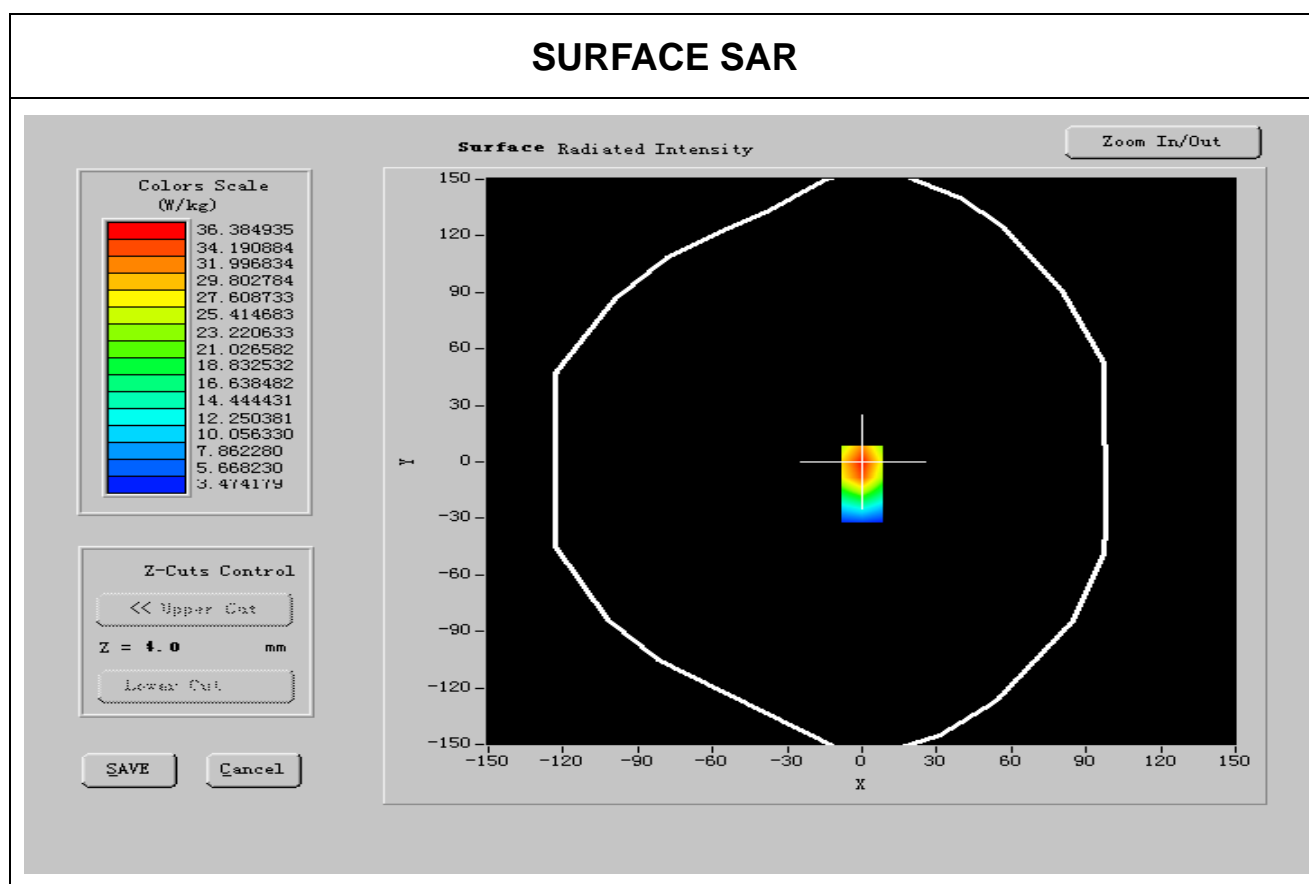 SURFACE SAR
Surface Radiated Intensity
Zoom In/Out
Colors Scale
(W/kg)
36.384935
34.190884
31.996834
29.802784
27.608733
25.414683
23.220633
21.026582
18.832532
16.638482
14.444431
12.250381
10.056330
7.862280
5.668230
3.474179
Z-Cuts Control
<< Upper Cut
Z = 4.0 mm
Lower Cut
SAVE
Cancel
150
120
90
60
30
0
-30
-60
-90
-120
-150
Y
-150 -120 -90 -60 -30 0 30 60 90 120 150
X